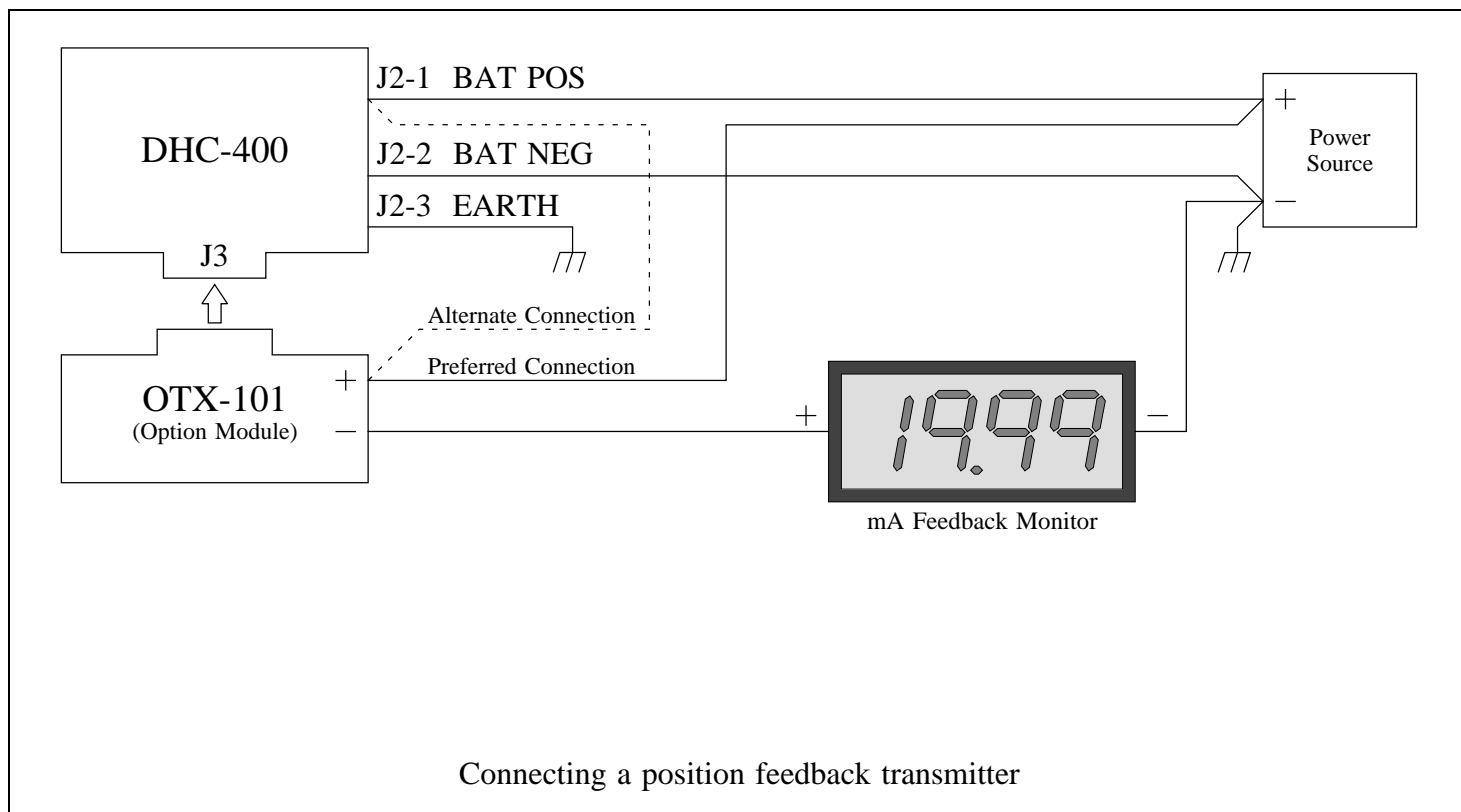 J2-1 BAT POS
DHC-400
J2-2 BAT NEG
J2-3 EARTH
J3
+
Power
Source
−
Alternate Connection
Preferred Connection
OTX-101
(Option Module)
+
−
+
19.99
−
mA Feedback Monitor
Connecting a position feedback transmitter